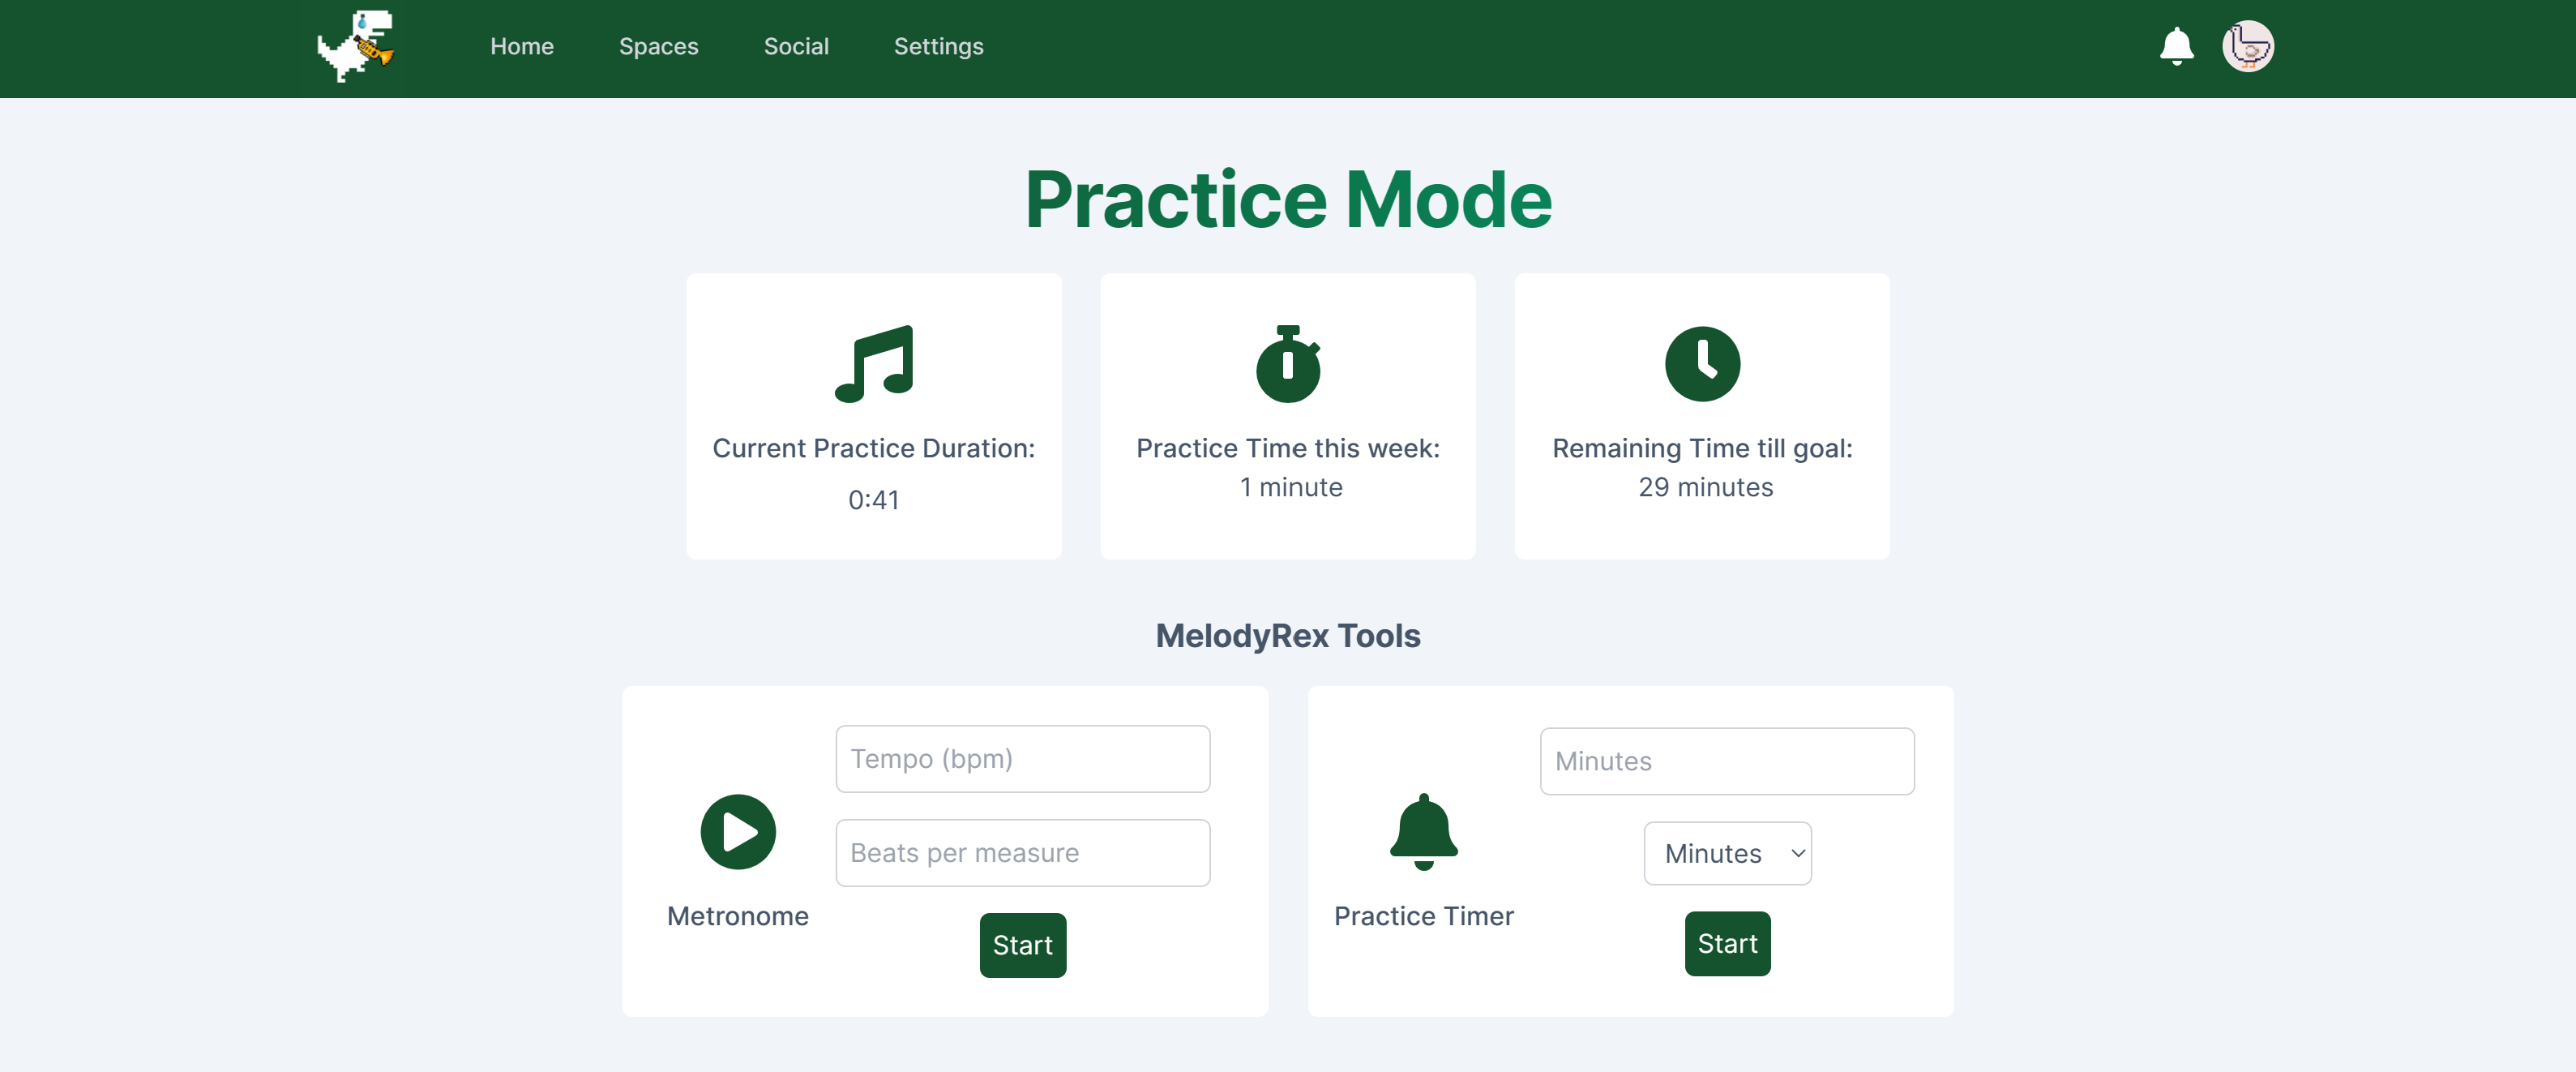 Home
Spaces
Social
Settings
Practice Mode
Current Practice Duration:
0:41
Practice Time this week:
1 minute
Remaining Time till goal:
29 minutes
MelodyRex Tools
Metronome
Tempo (bpm)
Beats per measure
Start
Practice Timer
Minutes
Minutes
Start